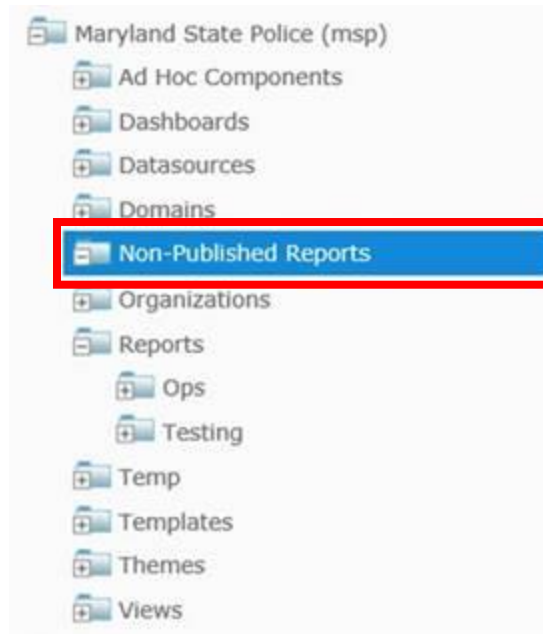 Maryland State Police (msp)
Ad Hoc Components
Dashboards
Datasources
Domains
Non-Published Reports
Organizations
Reports
Ops
Testing
Temp
Templates
Themes
Views